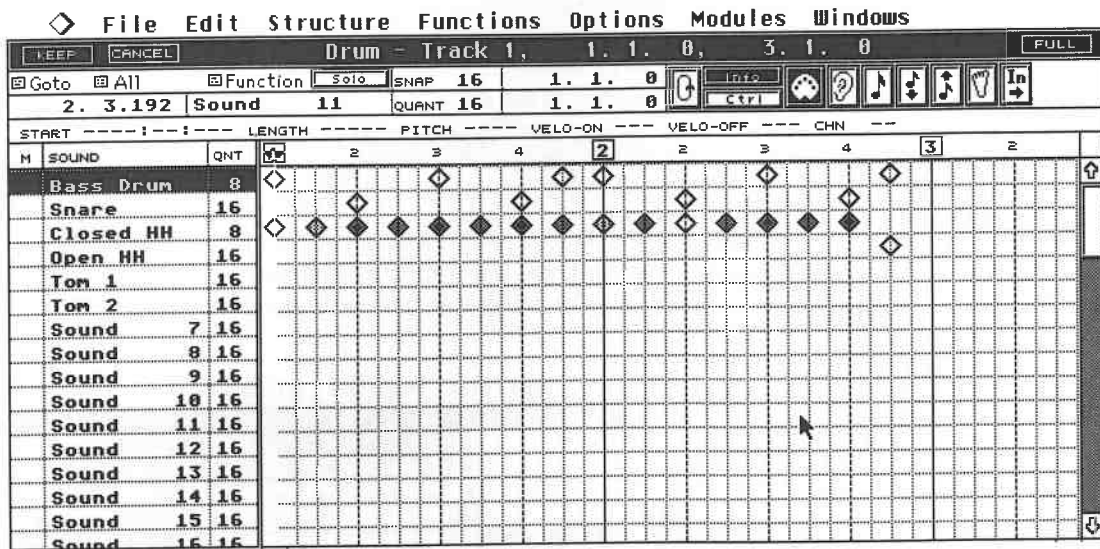 File Edit Structure Functions Options Modules Windows
KEEP CANCEL Drum - Track 1, 1. 1. 0, 3. 1. 0 FULL
Goto All Function Solo SNAP 16 1. 1. 0 Info In
2. 3.192 Sound 11 QUANT 16 1. 1. 0 Ctrl
START -----:--:--- LENGTH ----- PITCH ---- VELO-ON --- VELO-OFF --- CHN --
M SOUND QNT 2 3 4 2 2 3 4 3 2
Bass Drum 8
Snare 16
Closed HH 8
Open HH 16
Tom 1 16
Tom 2 16
Sound 7 16
Sound 8 16
Sound 9 16
Sound 10 16
Sound 11 16
Sound 12 16
Sound 13 16
Sound 14 16
Sound 15 16
Sound 16 16